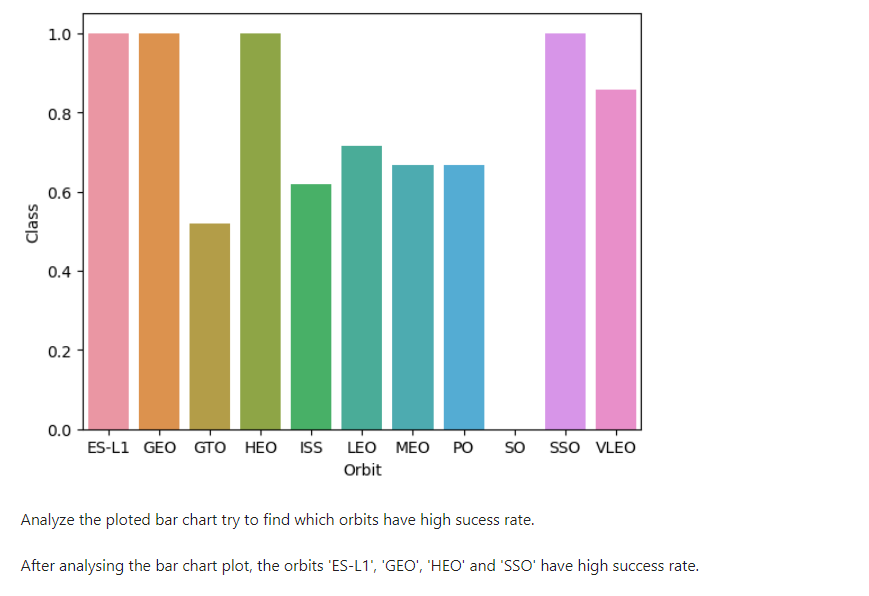 1.0
0.8
0.6
0.4
0.2
0.0
Class
ES-L1 GEO GTO HEO ISS LEO MEO PO SO SSO VLEO
Orbit
Analyze the ploted bar chart try to find which orbits have high sucess rate.
After analysing the bar chart plot, the orbits 'ES-L1', 'GEO', 'HEO' and 'SSO' have high success rate.